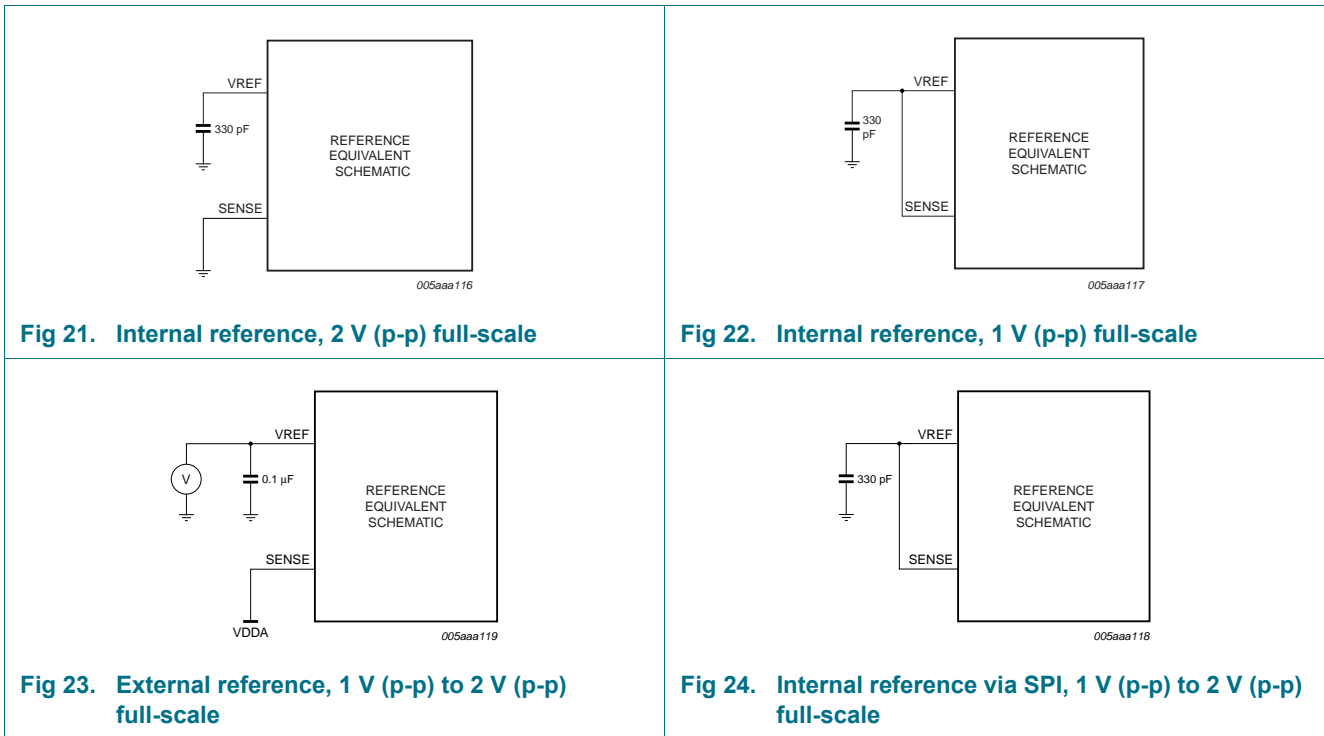 VREF
330 pF
REFERENCE
EQUIVALENT
SCHEMATIC
SENSE
005aaa116
Fig 21. Internal reference, 2 V (p-p) full-scale
VREF
330
pF
REFERENCE
EQUIVALENT
SCHEMATIC
SENSE
005aaa117
Fig 22. Internal reference, 1 V (p-p) full-scale
VREF
V
0.1 μF
REFERENCE
EQUIVALENT
SCHEMATIC
SENSE
VDDA
005aaa119
Fig 23. External reference, 1 V (p-p) to 2 V (p-p)
full-scale
VREF
330 pF
REFERENCE
EQUIVALENT
SCHEMATIC
SENSE
005aaa118
Fig 24. Internal reference via SPI, 1 V (p-p) to 2 V (p-p)
full-scale